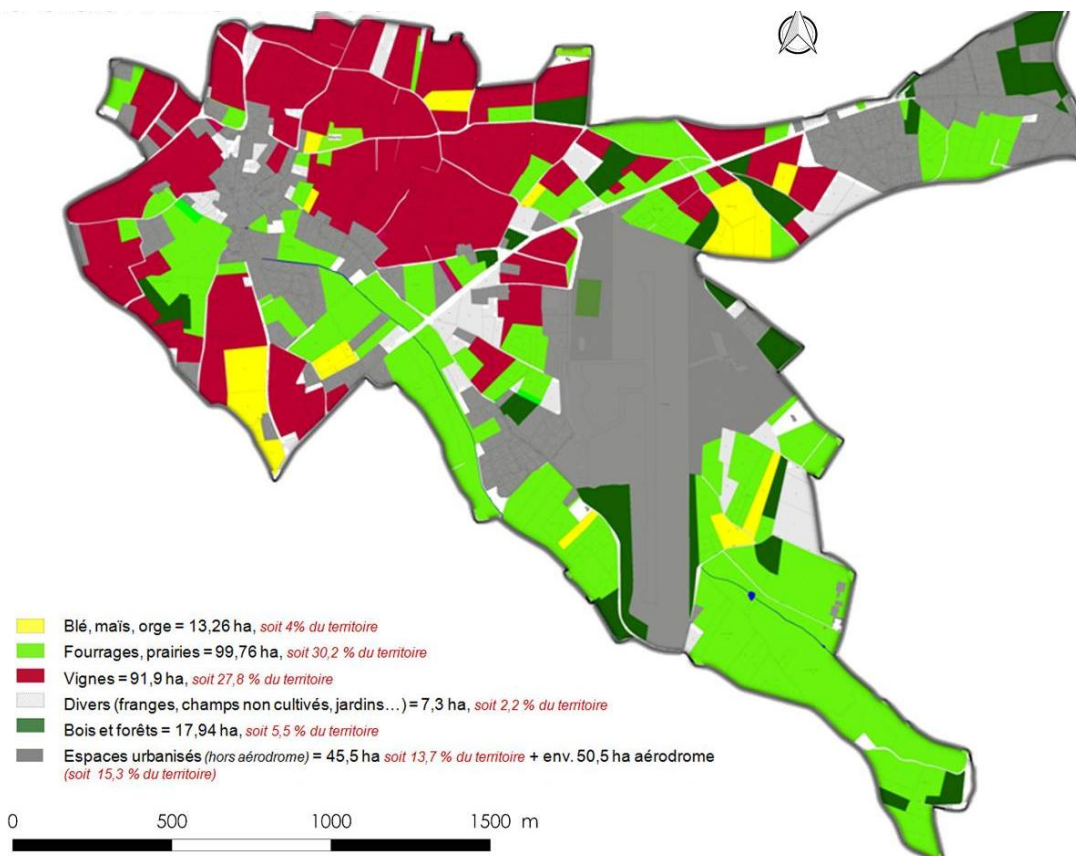 Blé, maïs, orge = 13,26 ha, soit 4% du territoire
Fourrages, prairies = 99,76 ha, soit 30,2 % du territoire
Vignes = 91,9 ha, soit 27,8 % du territoire
Divers (franges, champs non cultivés, jardins...) = 7,3 ha, soit 2,2 % du territoire
Bois et forêts = 17,94 ha, soit 5,5 % du territoire
Espaces urbanisés (hors aérodrome) = 45,5 ha soit 13,7 % du territoire + env. 50,5 ha aérodrome
(soit 15,3 % du territoire)
0 500 1000 1500 m